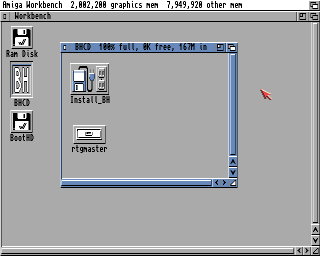 Amiga Workbench 2,002,200 graphics mem 7,949,920 other mem
Workbench
Ram Disk
BH
BHCD
BootHD
BHCD 100% full, 0K free, 167M in
Install_BH
rtgmaster